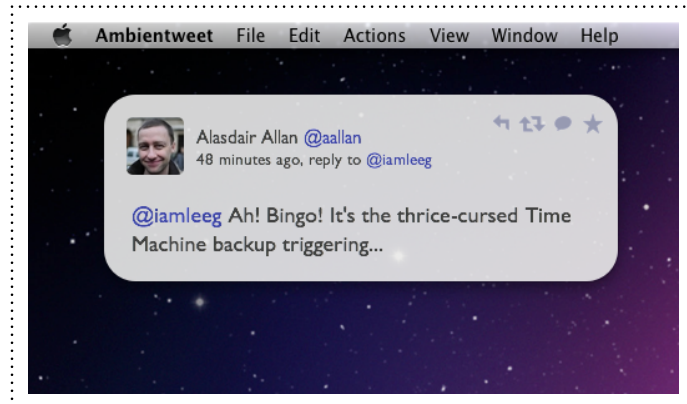 Ambientweet File Edit Actions View Window Help
Alasdair Allan @aallan
48 minutes ago, reply to @iamleeg
@iamleeg Ah! Bingo! It's the thrice-cursed Time
Machine backup triggering...